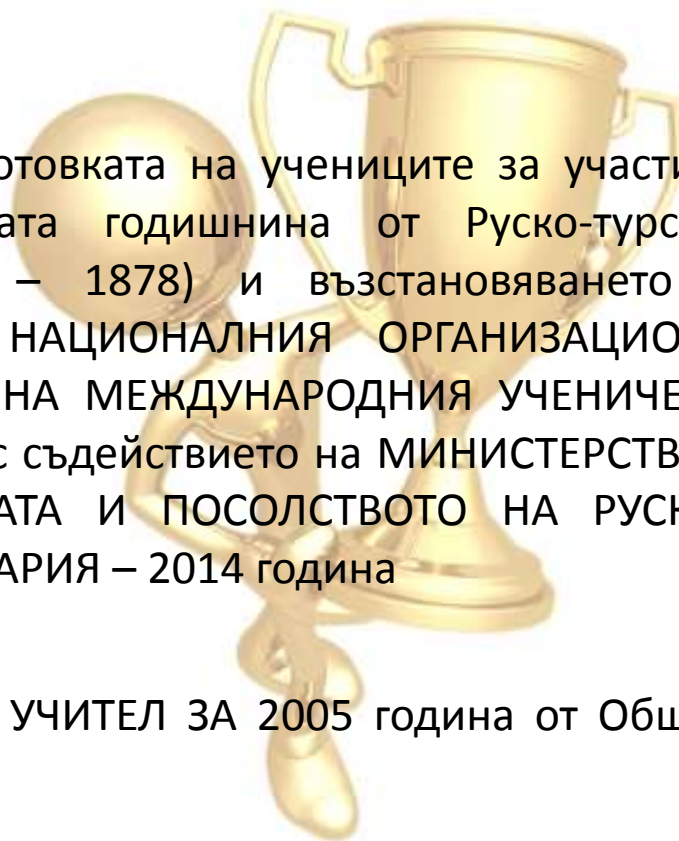 отовката на учениците за участи
ата годишнина от Руско-турс
– 1878) и възстановяването
НАЦИОНАЛНИЯ ОРГАНИЗАЦИО
НА МЕЖДУНАРОДНИЯ УЧЕНИЧЕ
с съдействието на МИНИСТЕРСТВ
АТА И ПОСОЛСТВОТО НА РУСК
АРИЯ – 2014 година
УЧИТЕЛ ЗА 2005 година от Общ